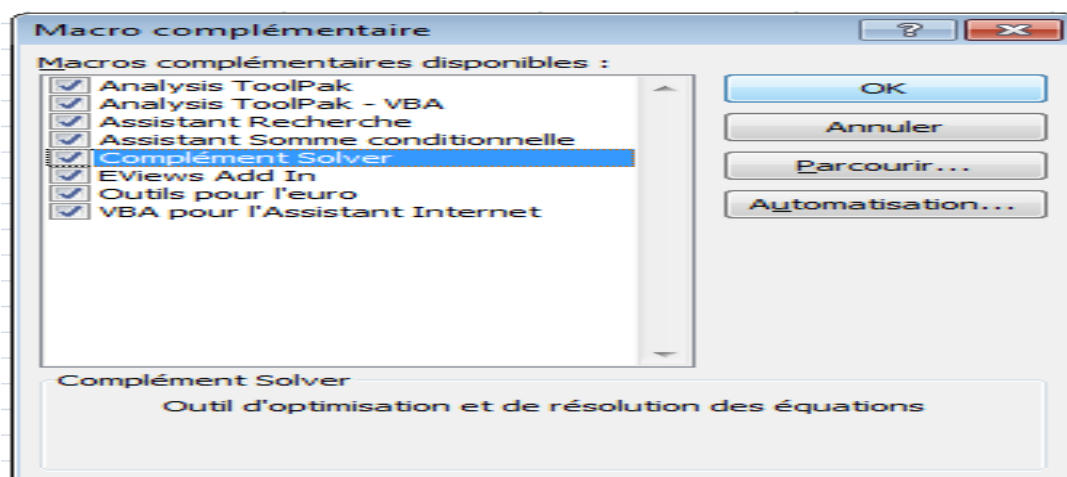 Macro complémentaire
Macros complémentaires disponibles :
Analysis ToolPak
Analysis ToolPak - VBA
Assistant Recherche
Assistant Somme conditionnelle
Complément Solver
EViews Add In
Outils pour l'euro
VBA pour l'Assistant Internet
OK
Annuler
Parcourir...
Automatisation...
Complément Solver
Outil d'optimisation et de résolution des équations